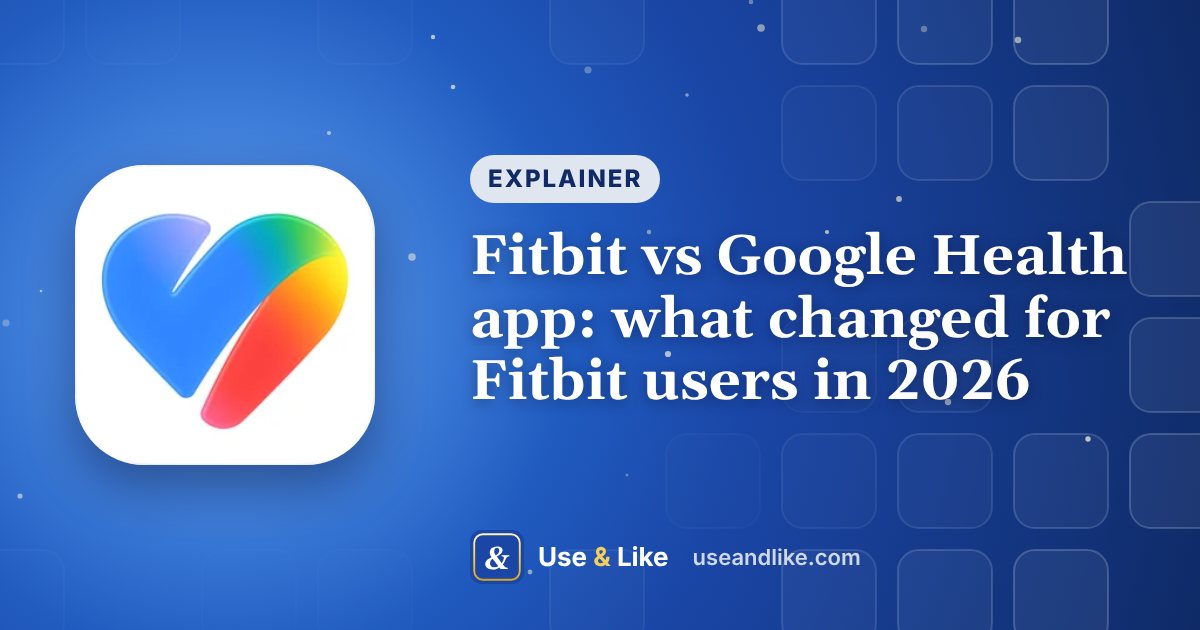 EXPLAINER
Fitbit vs Google Health
app: what changed for
Fitbit users in 2026
& Use & Like useandlike.com